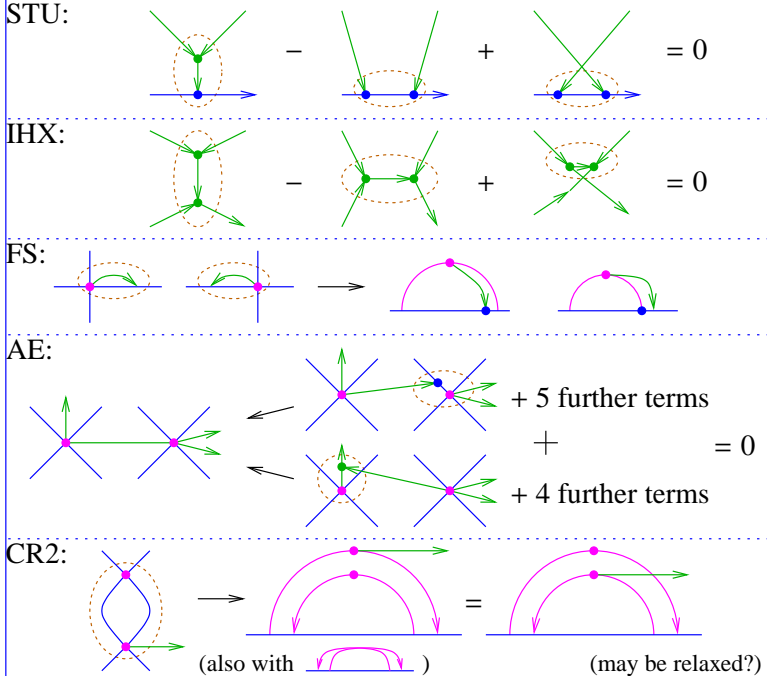 STU:
− + = 0
IHX:
− + = 0
FS:
AE:
+ 5 further terms
+ = 0
+ 4 further terms
CR2:
=
(also with ) (may be relaxed?)